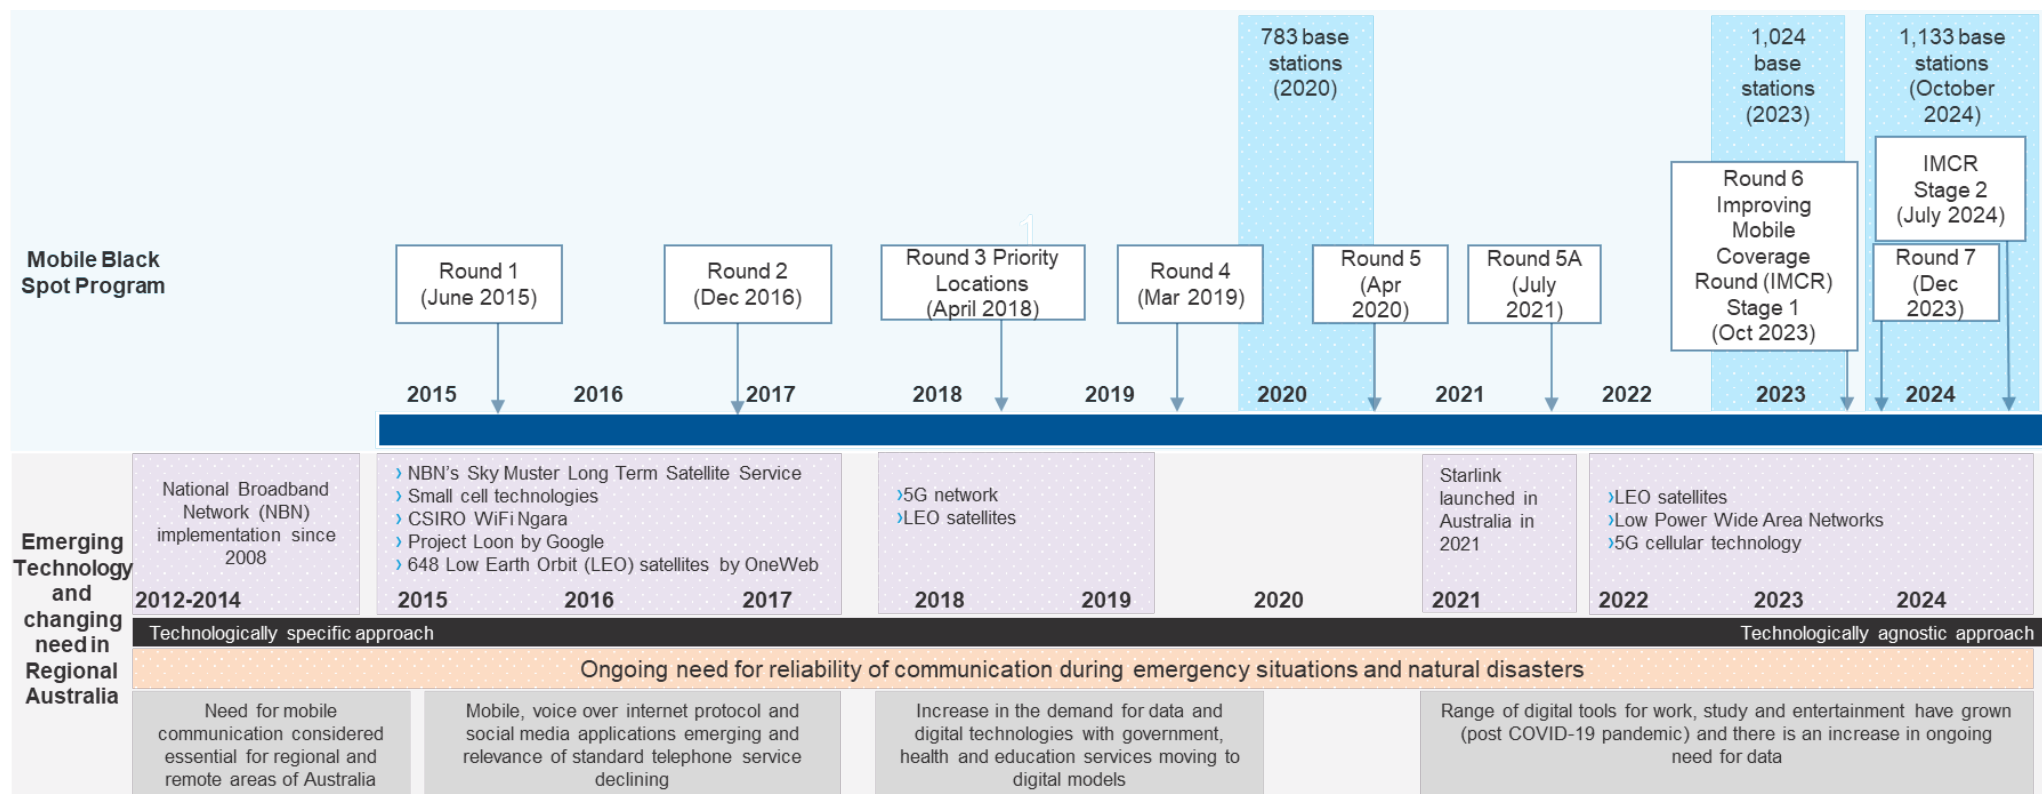 783 base
stations
(2020)
1,024
base
stations
(2023)
1,133 base
stations
(October
2024)
Mobile Black
Spot Program
1
Round 1
(June 2015)
Round 2
(Dec 2016)
Round 3 Priority
Locations
(April 2018)
Round 4
(Mar 2019)
Round 5
(Apr
2020)
Round 5A
(July
2021)
Round 6
Improving
Mobile
Coverage
Round (IMCR)
Stage 1
(Oct 2023)
IMCR
Stage 2
(July 2024)
Round 7
(Dec
2023)
2015 2016 2017 2018 2019 2020 2021 2022 2023 2024
Emerging
Technology
and
changing
need in
Regional
Australia
National Broadband
Network (NBN)
implementation since
2008
› NBN's Sky Muster Long Term Satellite Service
› Small cell technologies
› CSIRO WiFi Ngara
› Project Loon by Google
› 648 Low Earth Orbit (LEO) satellites by OneWeb
›5G network
›LEO satellites
Starlink
launched in
Australia in
2021
›LEO satellites
›Low Power Wide Area Networks
›5G cellular technology
2012-2014 2015 2016 2017 2018 2019 2020 2021 2022 2023 2024
Technologically specific approach Technologically agnostic approach
Ongoing need for reliability of communication during emergency situations and natural disasters
Need for mobile
communication considered
essential for regional and
remote areas of Australia
Mobile, voice over internet protocol and
social media applications emerging and
relevance of standard telephone service
declining
Increase in the demand for data and
digital technologies with government,
health and education services moving to
digital models
Range of digital tools for work, study and entertainment have grown
(post COVID-19 pandemic) and there is an increase in ongoing
need for data